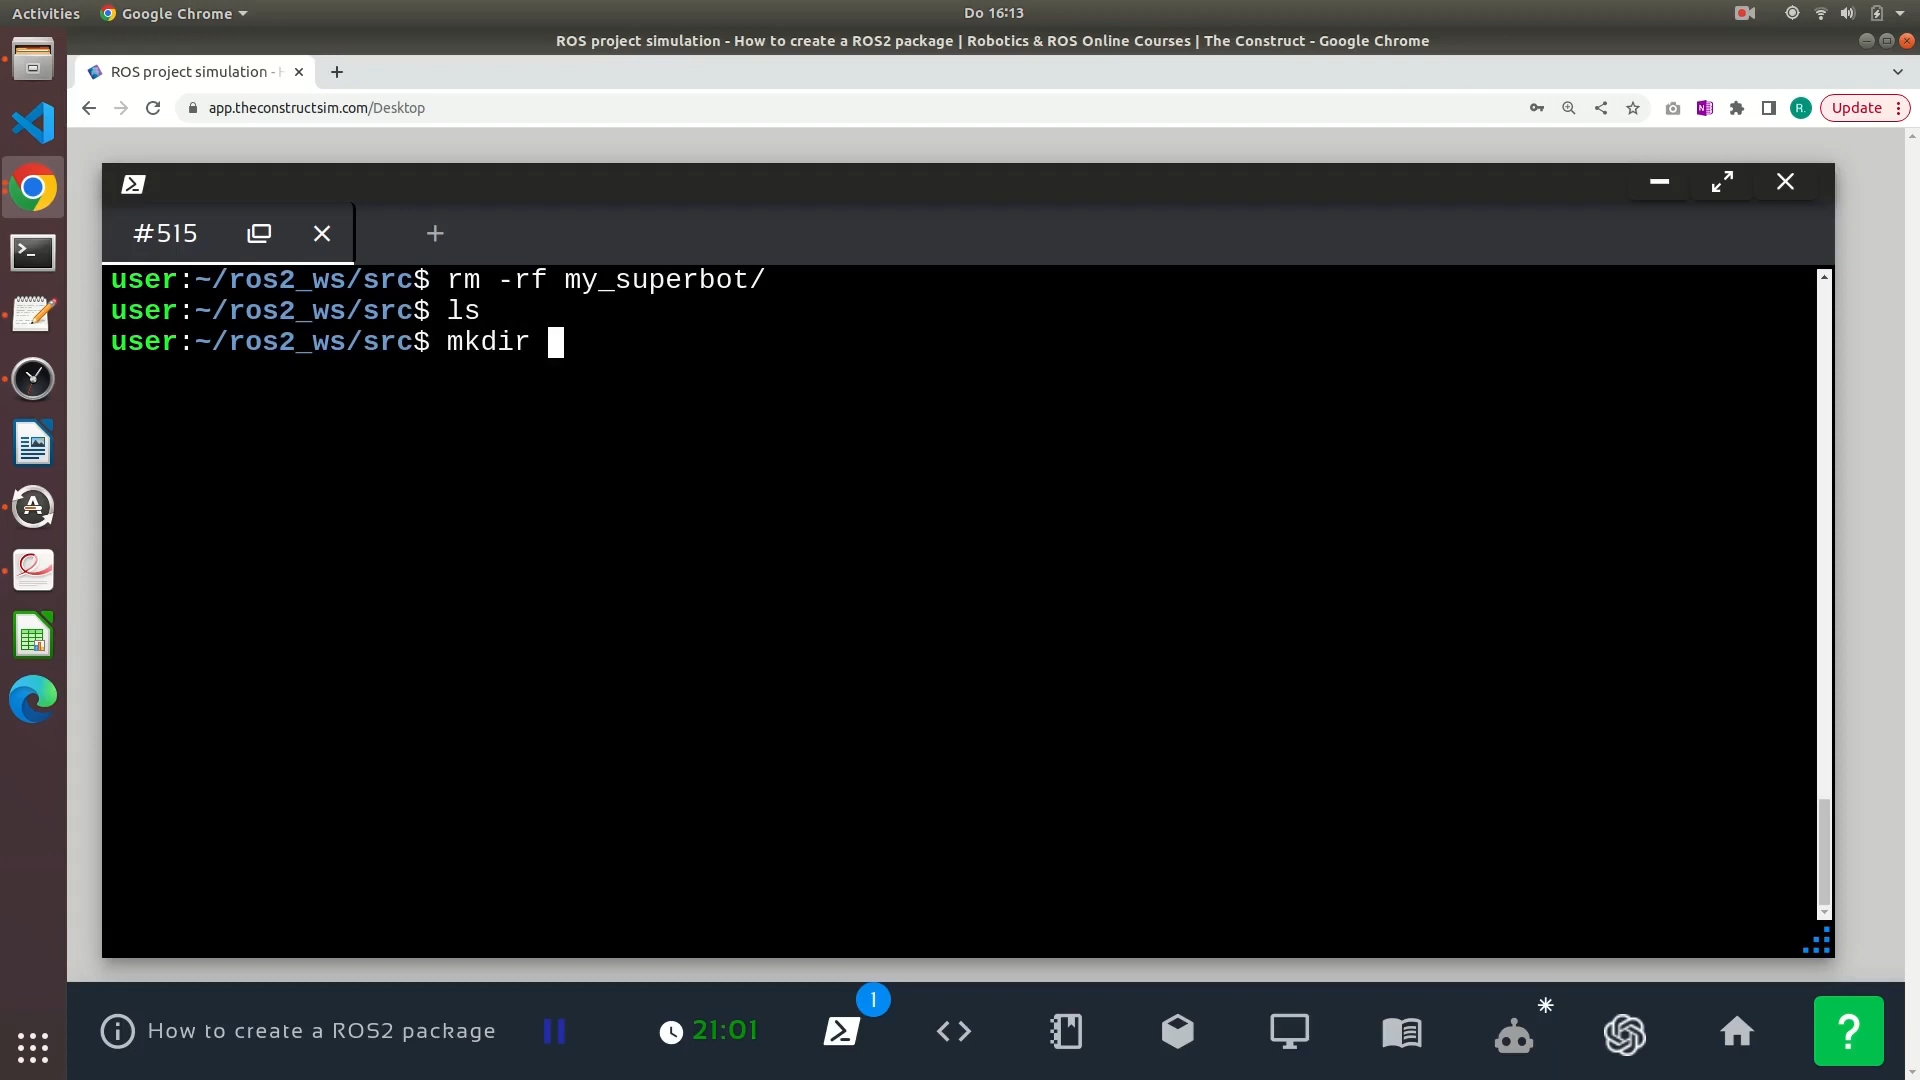 Activities Google Chrome Do 16:13
ROS project simulation - How to create a ROS2 package | Robotics & ROS Online Courses | The Construct - Google Chrome
ROS project simulation -
app.theconstructsim.com/Desktop R. Update
#515
user:~/ros2_ws/src$ rm -rf my_superbot/
user:~/ros2_ws/src$ ls
user:~/ros2_ws/src$ mkdir
1
How to create a ROS2 package 21:01 ?